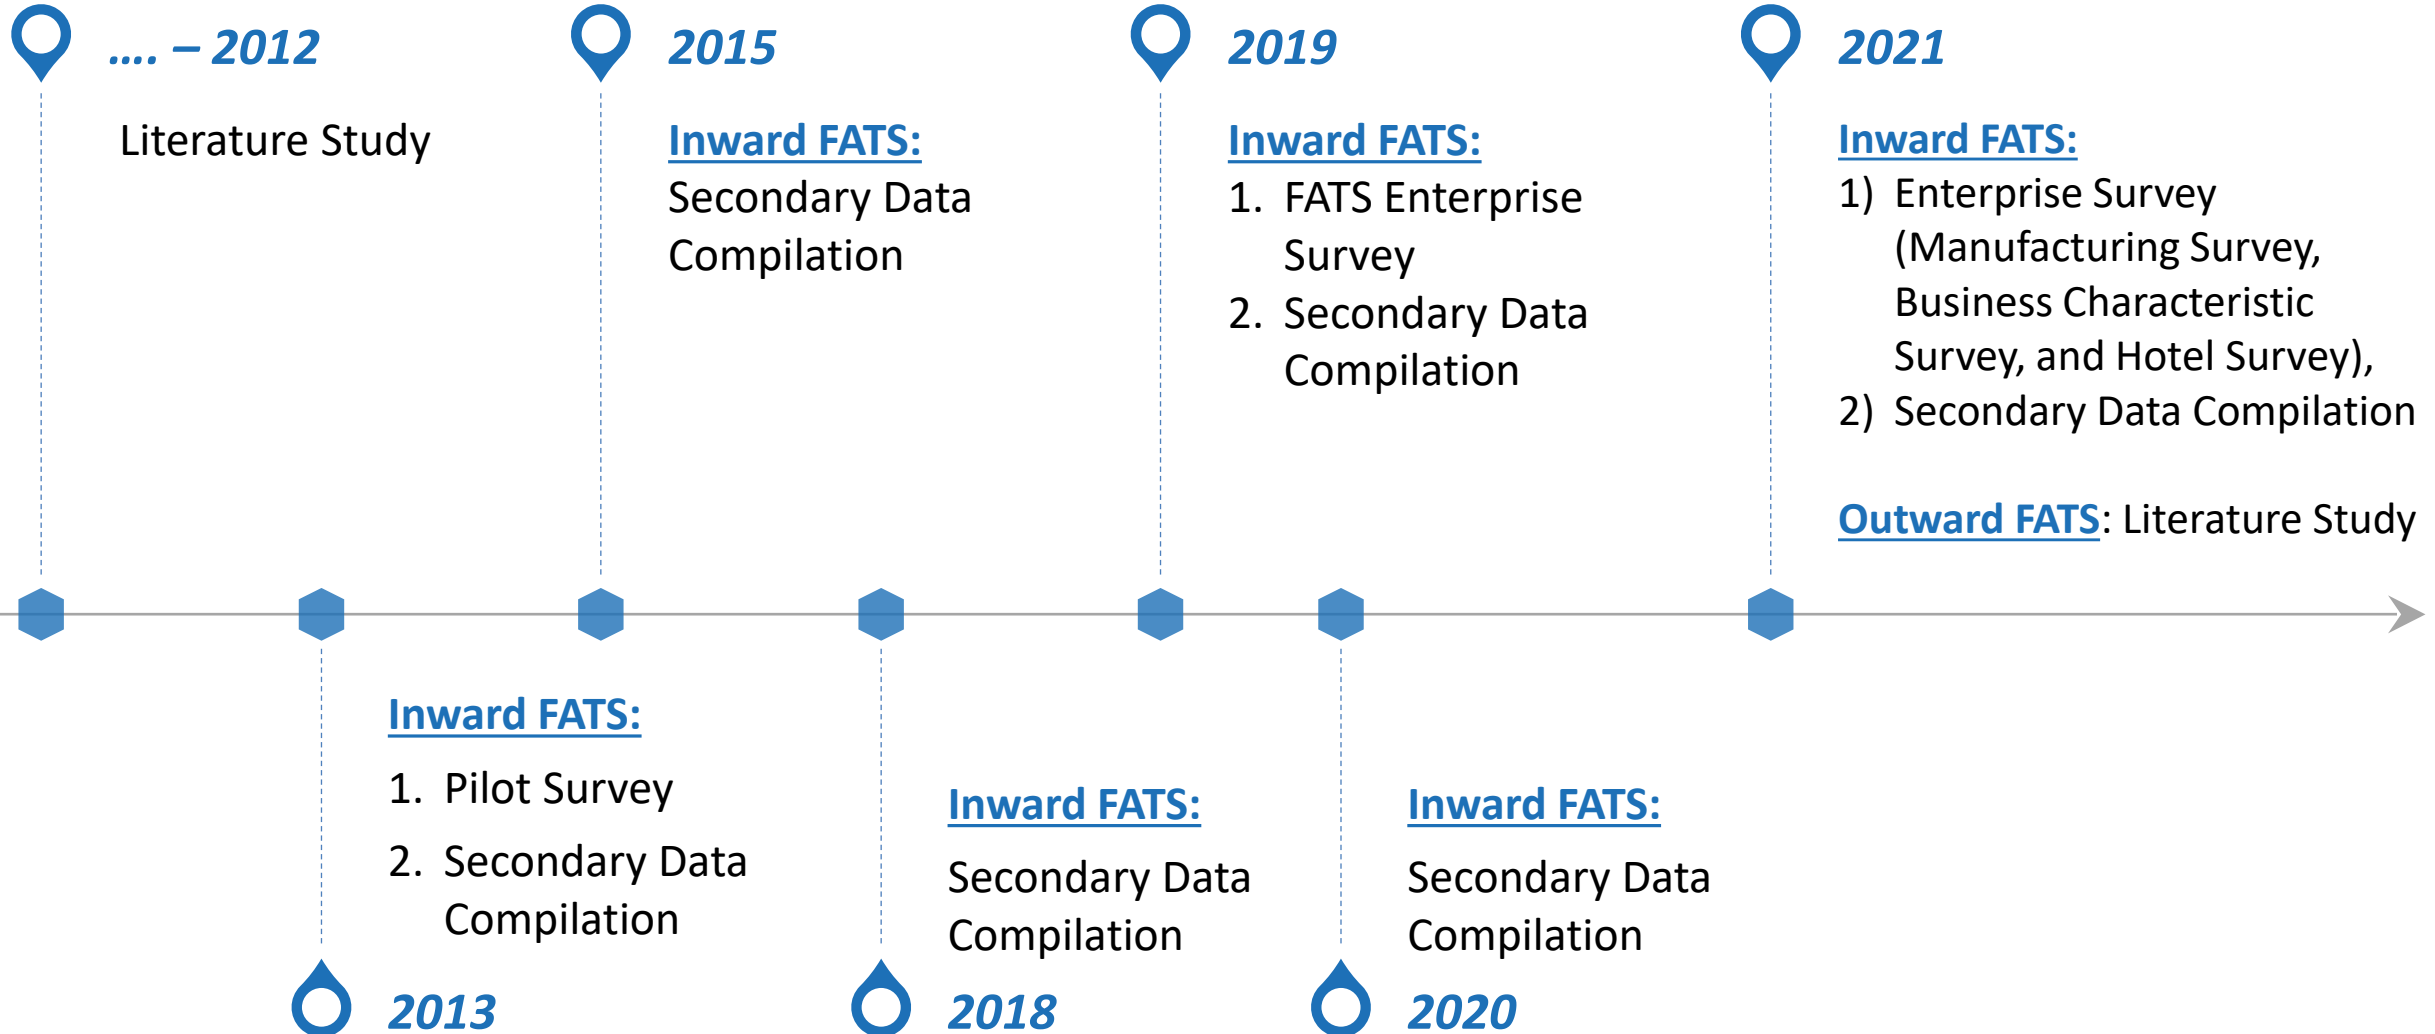 .... – 2012
Literature Study
2015
Inward FATS:
Secondary Data
Compilation
2019
Inward FATS:
1. FATS Enterprise
Survey
2. Secondary Data
Compilation
2021
Inward FATS:
1) Enterprise Survey
(Manufacturing Survey,
Business Characteristic
Survey, and Hotel Survey),
2) Secondary Data Compilation
Outward FATS: Literature Study
Inward FATS:
1. Pilot Survey
2. Secondary Data
Compilation
2013
Inward FATS:
Secondary Data
Compilation
2018
Inward FATS:
Secondary Data
Compilation
2020